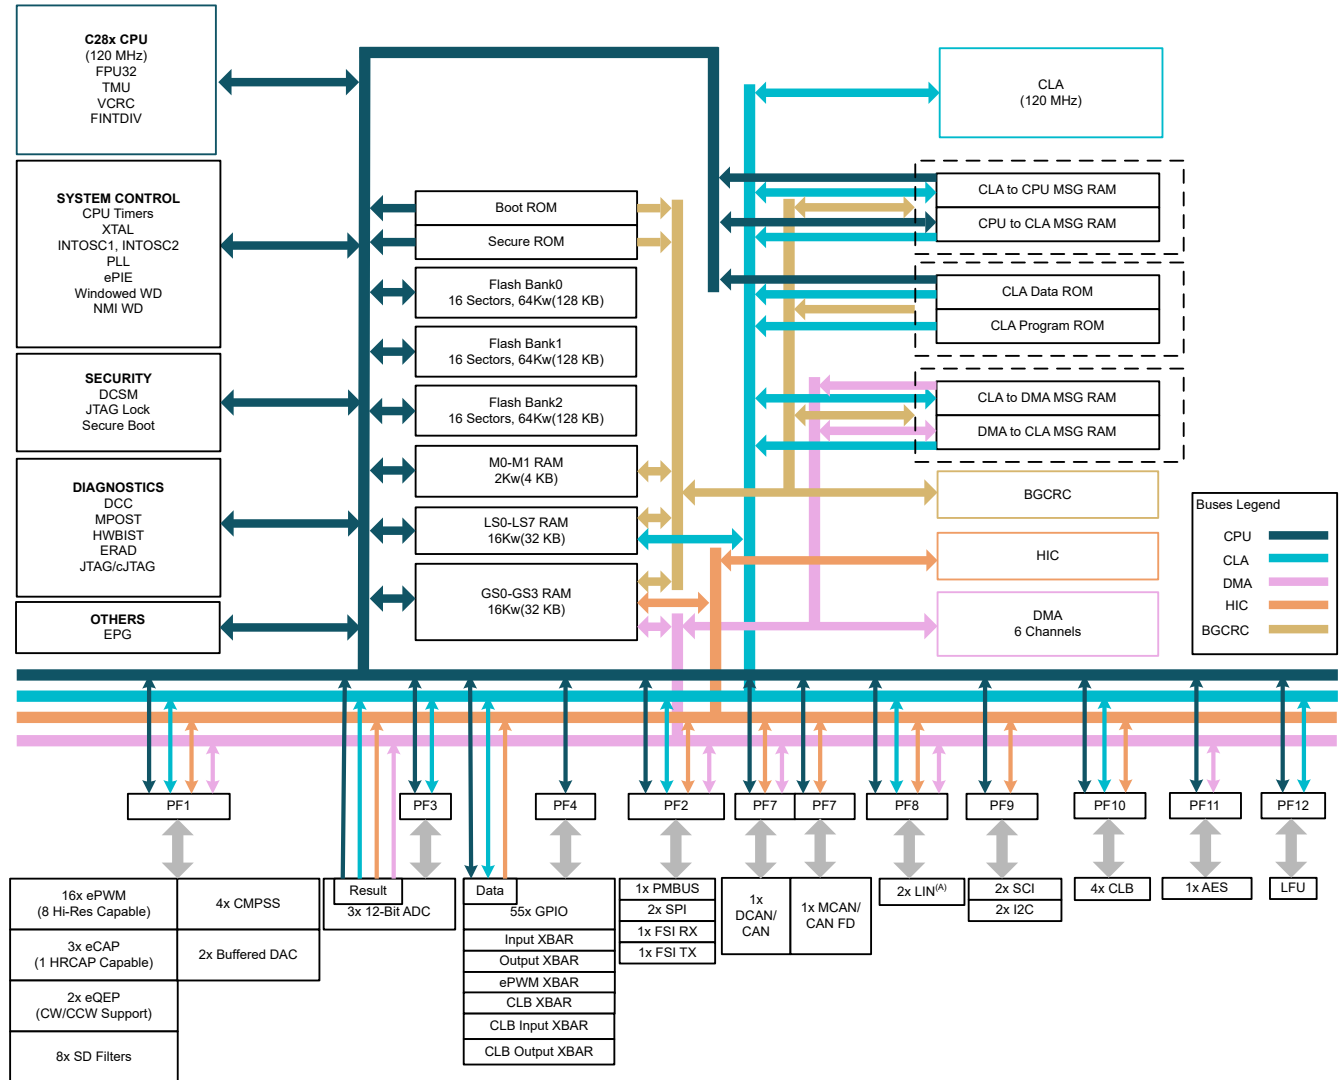 C28x CPU
(120 MHz)
FPU32
TMU
VCRC
FINTDIV
SYSTEM CONTROL
CPU Timers
XTAL
INTOSC1, INTOSC2
PLL
ePIE
Windowed WD
NMI WD
SECURITY
DCSM
JTAG Lock
Secure Boot
DIAGNOSTICS
DCC
MPOST
HWBIST
ERAD
JTAG/cJTAG
OTHERS
EPG
Boot ROM
Secure ROM
Flash Bank0
16 Sectors, 64Kw(128 KB)
Flash Bank1
16 Sectors, 64Kw(128 KB)
Flash Bank2
16 Sectors, 64Kw(128 KB)
M0-M1 RAM
2Kw(4 KB)
LS0-LS7 RAM
16Kw(32 KB)
GS0-GS3 RAM
16Kw(32 KB)
CLA
(120 MHz)
CLA to CPU MSG RAM
CPU to CLA MSG RAM
CLA Data ROM
CLA Program ROM
CLA to DMA MSG RAM
DMA to CLA MSG RAM
BGCRC
HIC
DMA
6 Channels
Buses Legend
CPU
CLA
DMA
HIC
BGCRC
PF1
PF3
PF4
PF2
PF7
PF7
PF8
PF9
PF10
PF11
PF12
16x ePWM
(8 Hi-Res Capable)
3x eCAP
(1 HRCAP Capable)
2x eQEP
(CW/CCW Support)
8x SD Filters
4x CMPSS
2x Buffered DAC
Result
3x 12-Bit ADC
Data
55x GPIO
Input XBAR
Output XBAR
ePWM XBAR
CLB XBAR
CLB Input XBAR
CLB Output XBAR
1x PMBUS
2x SPI
1x FSI RX
1x FSI TX
1x
DCAN/
CAN
1x MCAN/
CAN FD
2x LIN(A)
2x SCI
2x I2C
4x CLB
1x AES
LFU